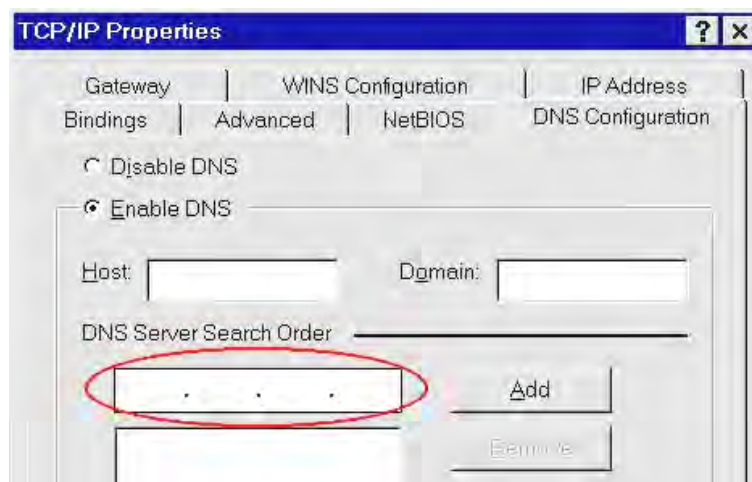 TCP/IP Properties ? ×
Gateway WINS Configuration IP Address
Bindings Advanced NetBIOS DNS Configuration
Disable DNS
Enable DNS
Host: Domain:
DNS Server Search Order
. . . Add
Remove